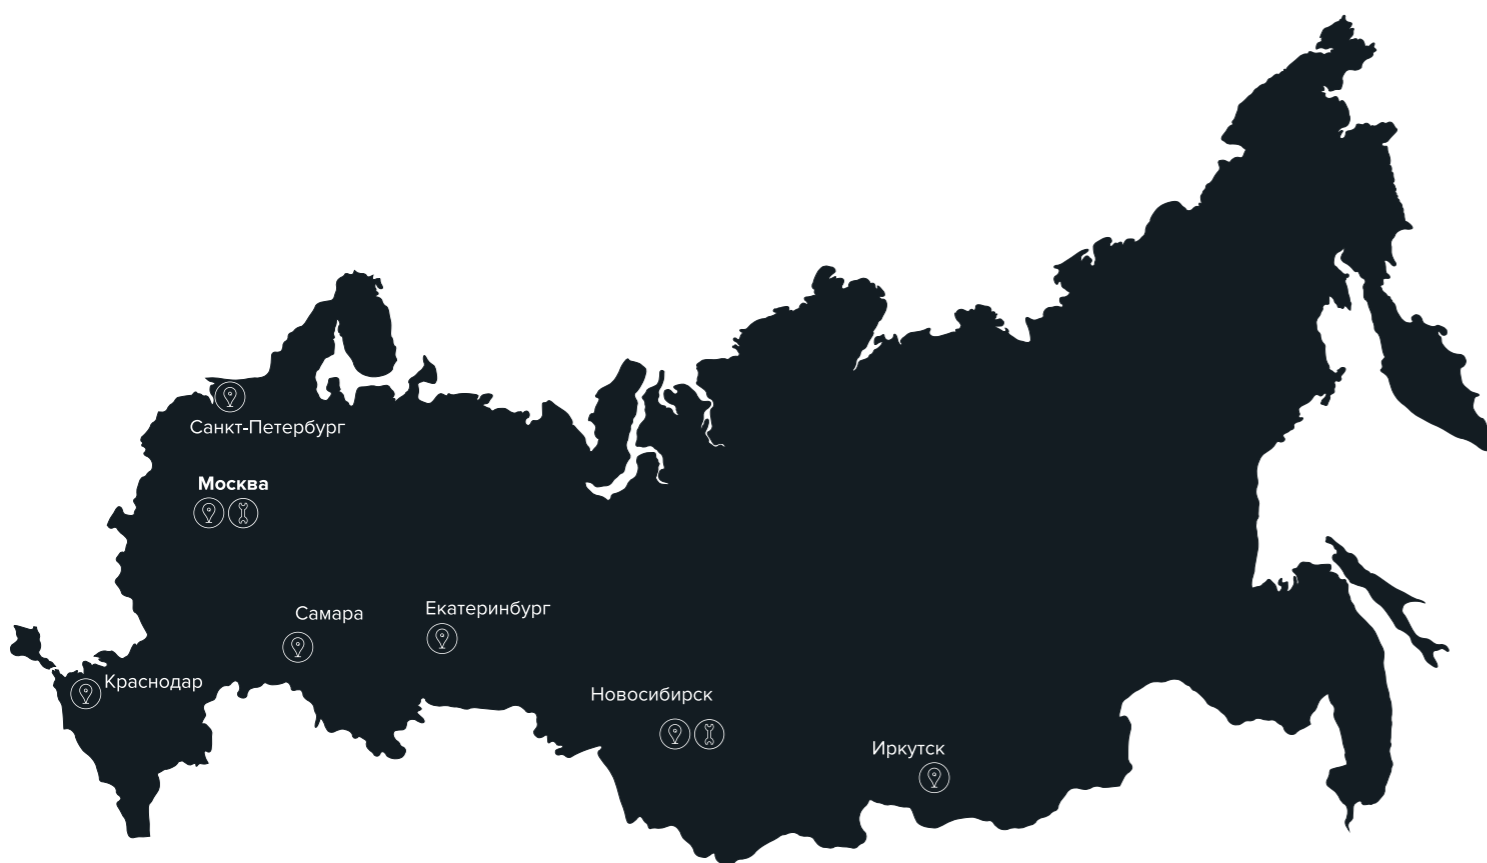 Санкт-Петербург
Москва
Самара
Екатеринбург
Краснодар
Новосибирск
Иркутск